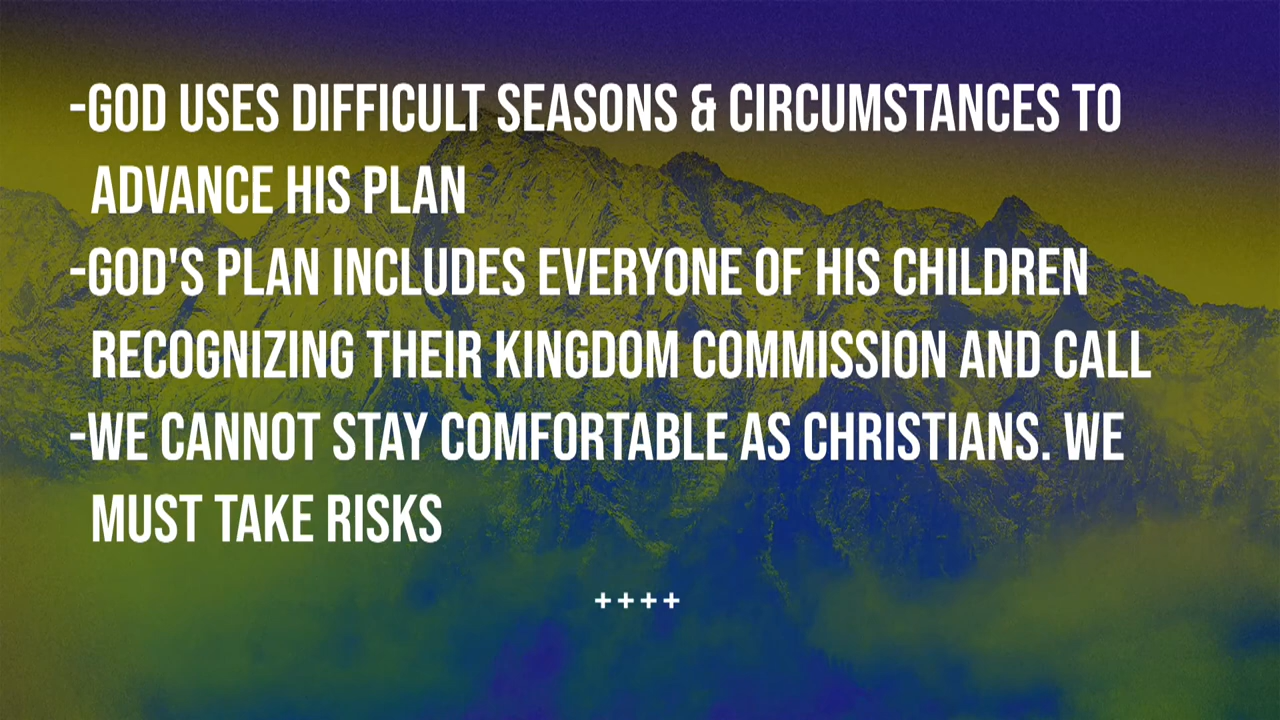 -GOD USES DIFFICULT SEASONS & CIRCUMSTANCES TO
ADVANCE HIS PLAN
-GOD'S PLAN INCLUDES EVERYONE OF HIS CHILDREN
RECOGNIZING THEIR KINGDOM COMMISSION AND CALL
-WE CANNOT STAY COMFORTABLE AS CHRISTIANS. WE
MUST TAKE RISKS
++++